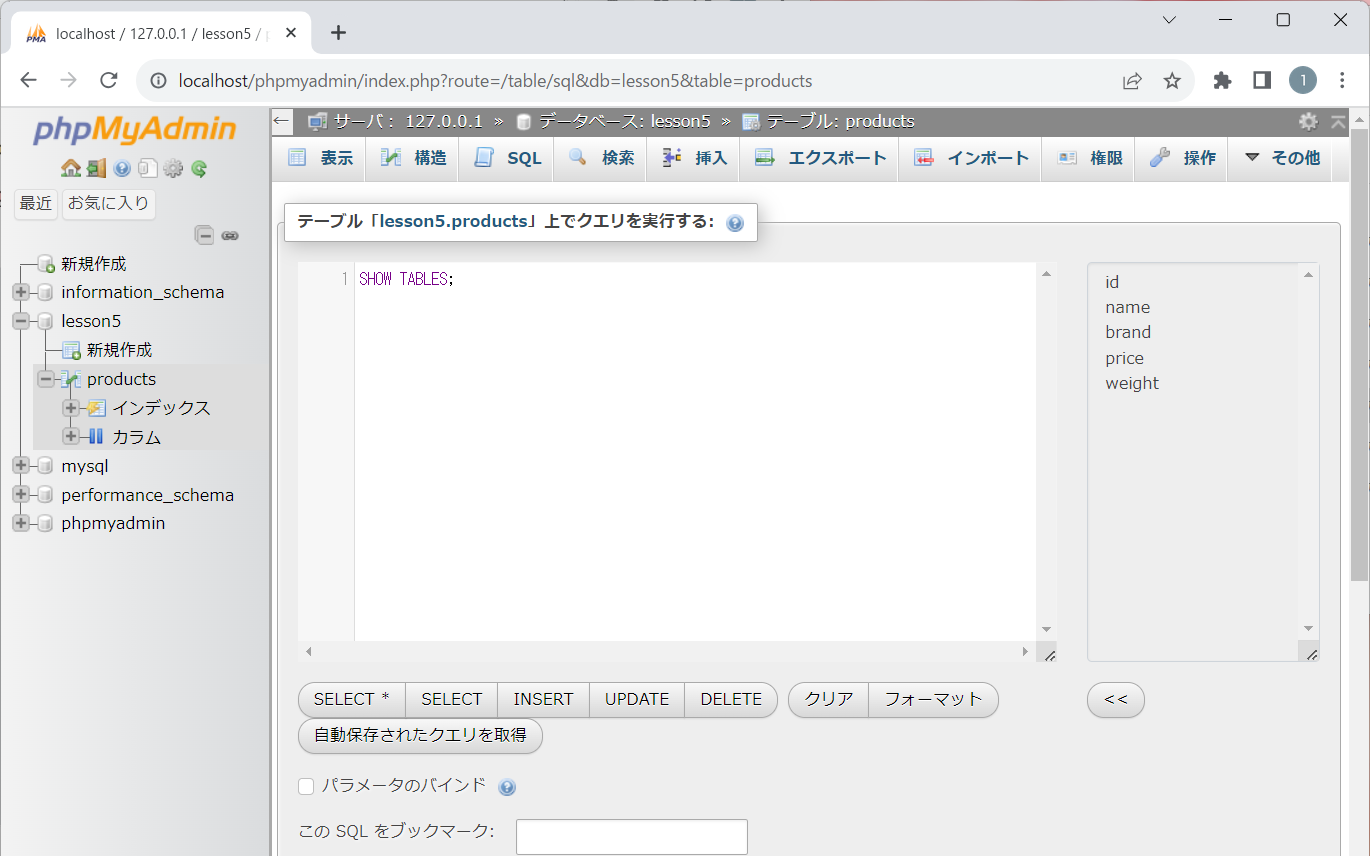 localhost / 127.0.0.1 / lesson5 /
localhost/phpmyadmin/index.php?route=/table/sql&db=lesson5&table=products
1
phpMyAdmin
最近 お気に入り
新規作成
information_schema
lesson5
新規作成
products
インデックス
カラム
mysql
performance_schema
phpmyadmin
サーバ: 127.0.0.1 » データベース: lesson5 » テーブル: products
表示 構造 SQL 検索 挿入 エクスポート インポート 権限 操作 その他
テーブル「lesson5.products」上でクエリを実行する:
1 SHOW TABLES;
id
name
brand
price
weight
SELECT * SELECT INSERT UPDATE DELETE クリア フォーマット <<
自動保存されたクエリを取得
パラメータのバインド
この SQL をブックマーク: